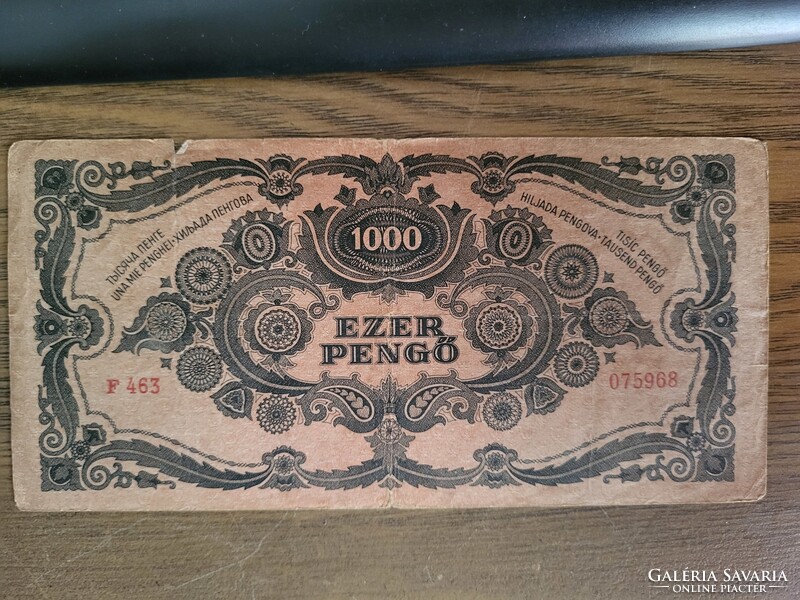 1000
ТЫСЯЧА ПЕНГЕ
UNA MIE PENGHEI·ХИЉАДА ПЕНГОВА
HILJADA PENGOVA·TAUSEND PENGŐ
TISÍC PENGŐ
EZER
PENGŐ
F 463
075968
GALÉRIA SAVARIA
ONLINE PIACTÉR